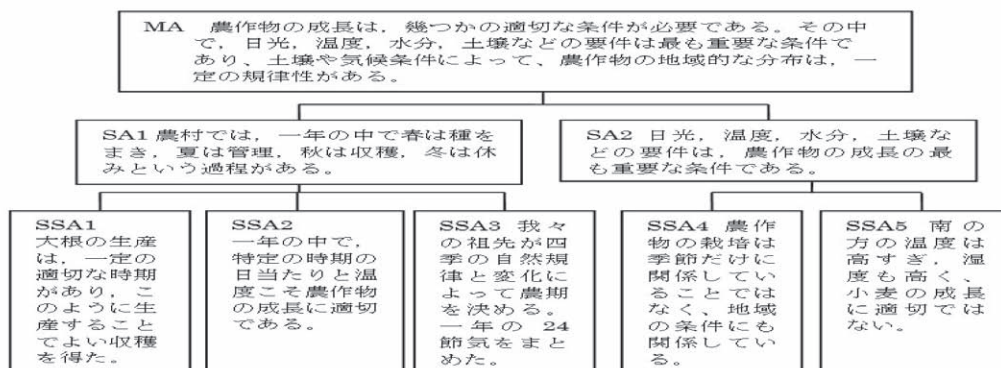 MA 農作物の成長は，幾つかの適切な条件が必要である。その中
で，日光，温度，水分，土壌などの要件は最も重要な条件で
あり、土壌や気候条件によって、農作物の地域的な分布は，一
定の規律性がある。
SA1 農村では，一年の中で春は種を
まき，夏は管理，秋は収穫，冬は休
みという過程がある。
SA2 日光，温度，水分，土壌な
どの要件は，農作物の成長の最
も重要な条件である。
SSA1
大根の生産
は，一定の
適切な時期
があり，こ
のように生
産すること
でよい収穫
を得た。
SSA2
一年の中で，
特定の時期の
日当たりと温
度こそ農作物
の成長に適切
である。
SSA3 我々
の祖先が四
季の自然規
律と変化に
よって農期
を決める。
一年の 24
節気をまと
めた。
SSA4 農作
物の栽培は
季節だけに
関係してい
ることでは
なく、地域
の条件にも
関係してい
る。
SSA5 南の
方の温度は
高すぎ，湿
度も高く、
小麦の成長
に適切では
ない。